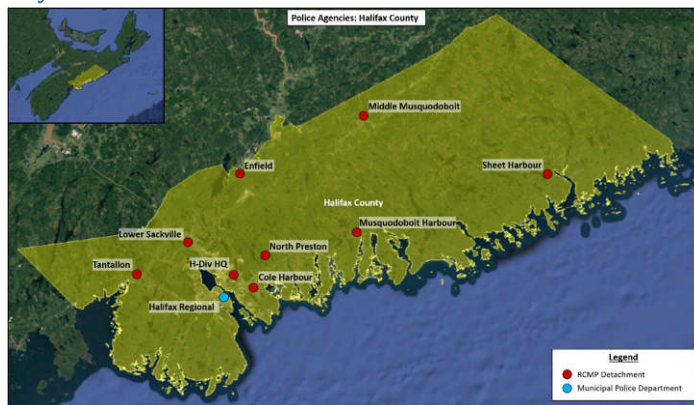 Police Agencies: Halifax County
Middle Musquodoboit
Enfield
Sheet Harbour
Halifax County
Musquodoboit Harbour
Lower Sackville
North Preston
H-Div HQ
Tantallon
Cole Harbour
Halifax Regional
Legend
RCMP Detachment
Municipal Police Department